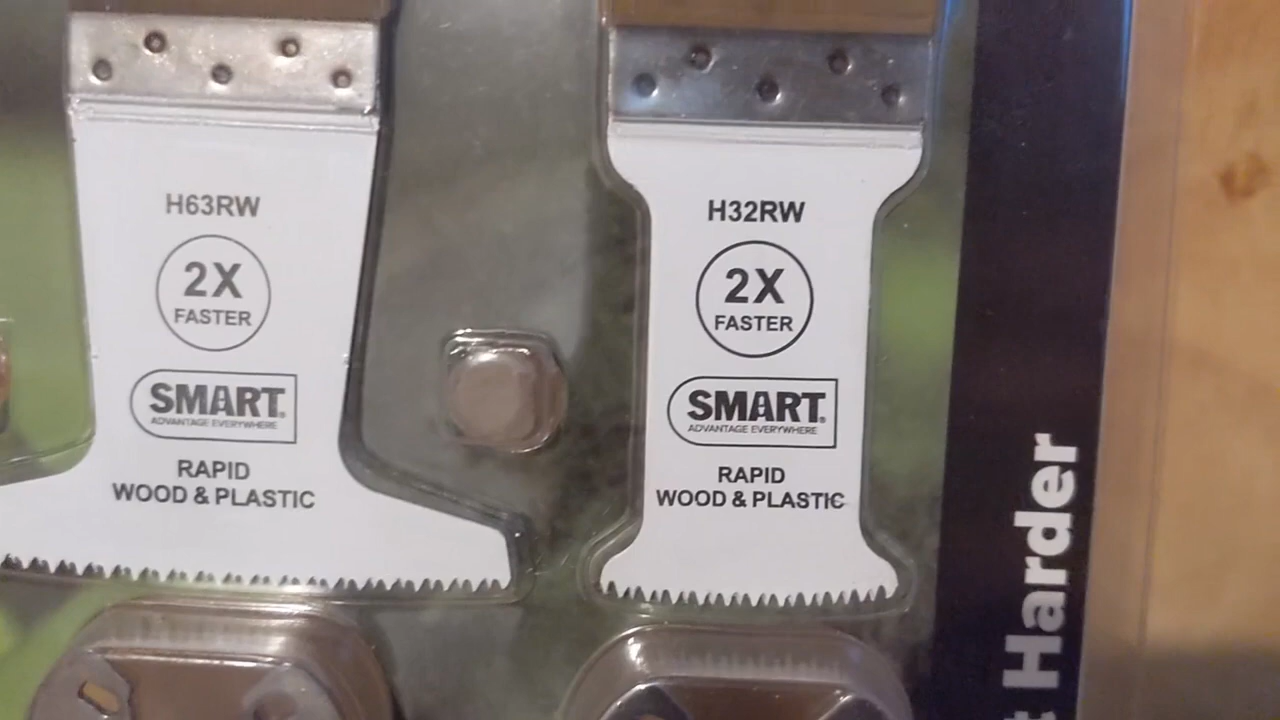 H63RW
2X
FASTER
SMART
ADVANTAGE EVERYWHERE
RAPID
WOOD & PLASTIC
H32RW
2X
FASTER
SMART
ADVANTAGE EVERYWHERE
RAPID
WOOD & PLASTIC
Harder